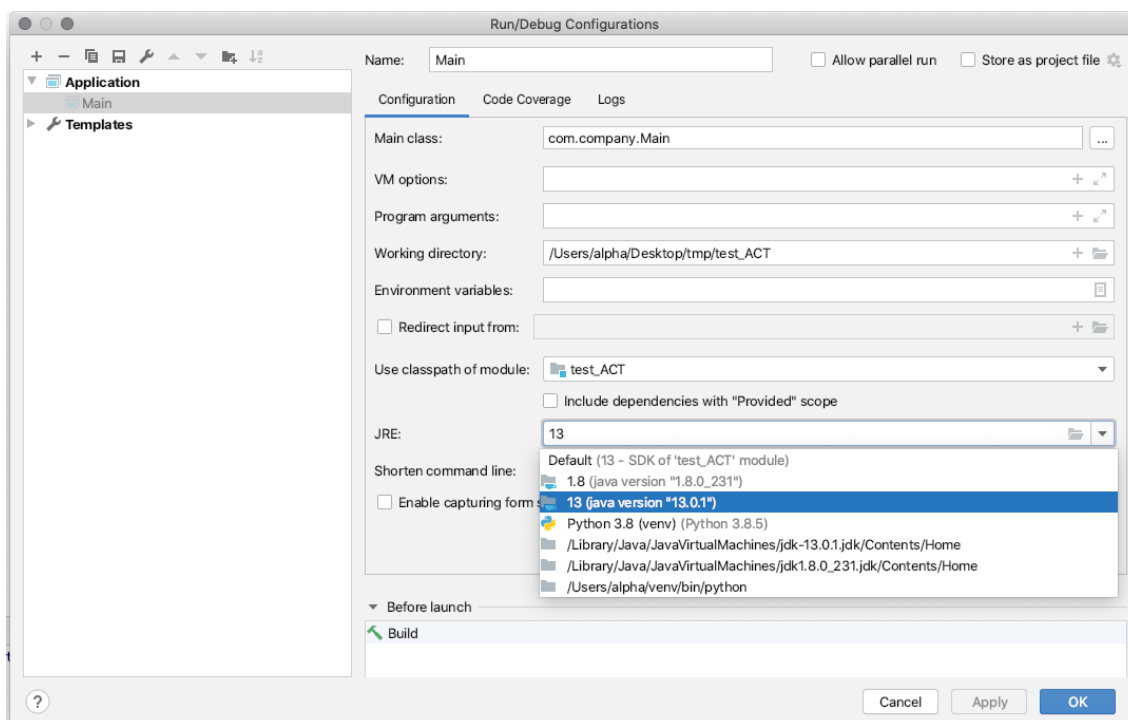 Run/Debug Configurations
Application
Main
Templates
Name: Main
Allow parallel run
Store as project file
Configuration Code Coverage Logs
Main class: com.company.Main ...
VM options:
Program arguments:
Working directory: /Users/alpha/Desktop/tmp/test_ACT
Environment variables:
Redirect input from:
Use classpath of module: test_ACT
Include dependencies with "Provided" scope
JRE: 13
Default (13 - SDK of 'test_ACT' module)
Shorten command line:
1.8 (java version "1.8.0_231")
Enable capturing form s
13 (java version "13.0.1")
Python 3.8 (venv) (Python 3.8.5)
/Library/Java/JavaVirtualMachines/jdk-13.0.1.jdk/Contents/Home
/Library/Java/JavaVirtualMachines/jdk1.8.0_231.jdk/Contents/Home
/Users/alpha/venv/bin/python
Before launch
Build
t
?
Cancel Apply OK